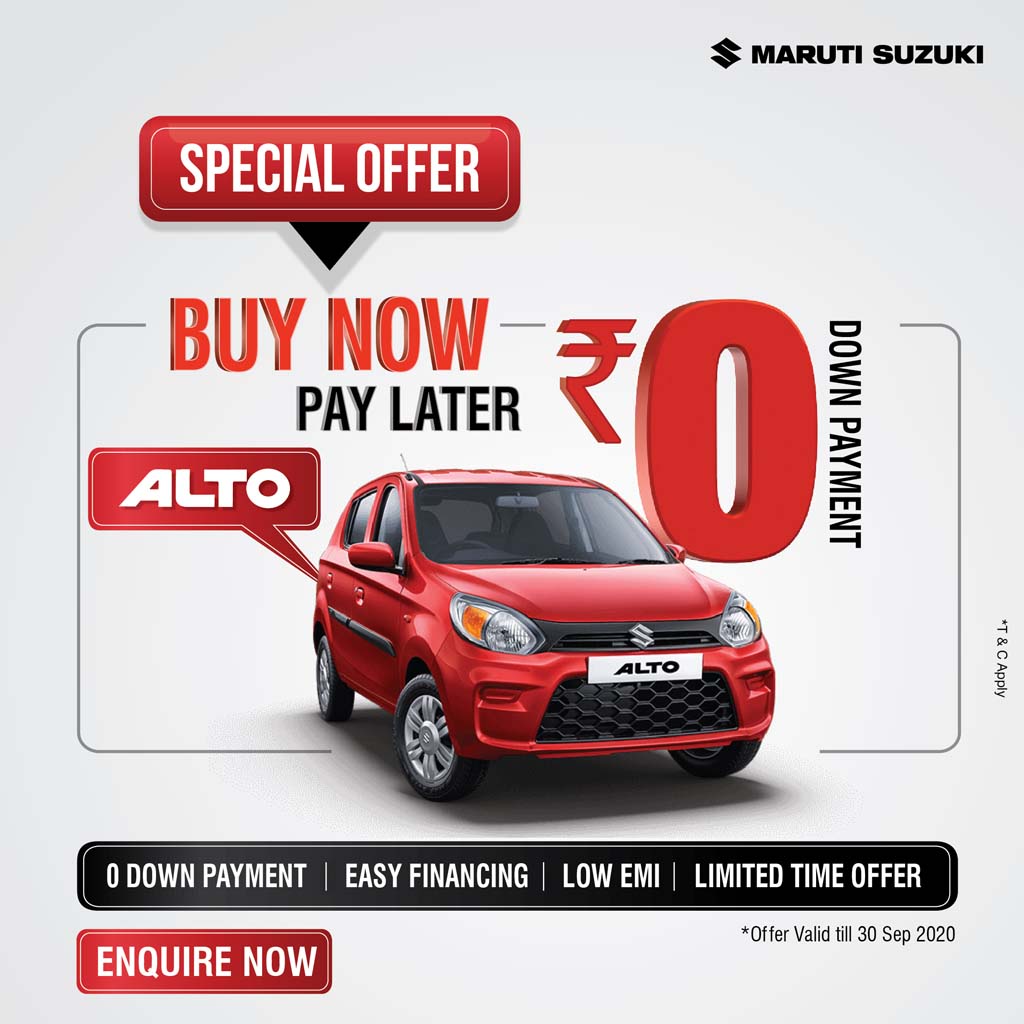 MARUTI SUZUKI
SPECIAL OFFER
BUY NOW
PAY LATER
₹0
DOWN PAYMENT
ALTO
ALTO
*T & C Apply
0 DOWN PAYMENT | EASY FINANCING | LOW EMI | LIMITED TIME OFFER
*Offer Valid till 30 Sep 2020
ENQUIRE NOW